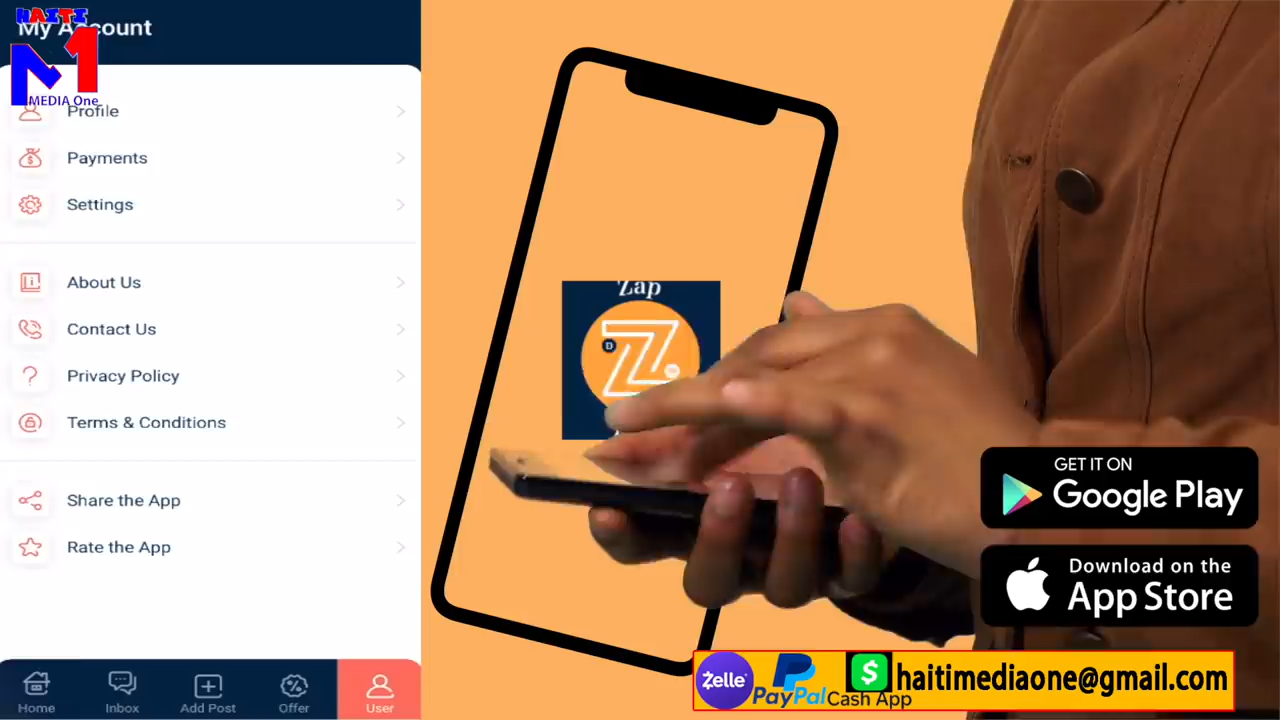 HAITI
My Account
M1
MEDIA One
Profile
Payments
Settings
About Us
Contact Us
Privacy Policy
Terms & Conditions
Share the App
Rate the App
Home
Inbox
Add Post
Offer
User
Zap
D
GET IT ON
Google Play
Download on the
App Store
Zelle
PayPal
$
Cash App
haitimediaone@gmail.com